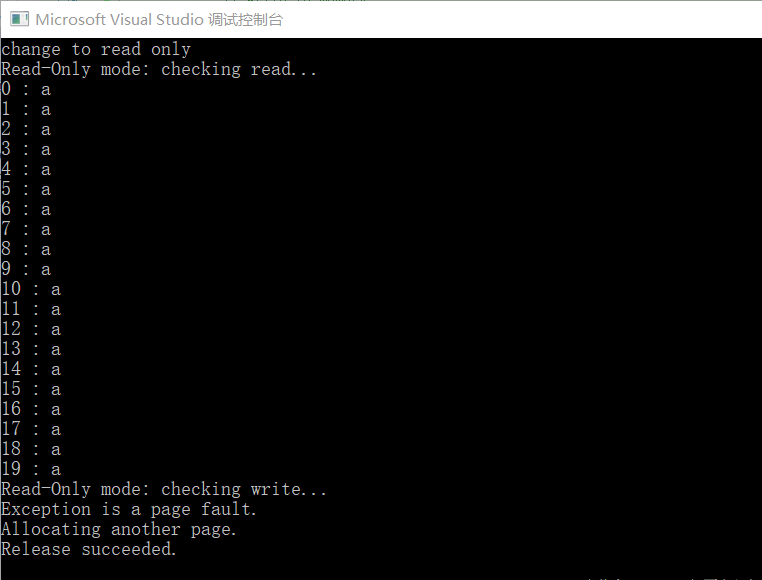 Microsoft Visual Studio 调试控制台
change to read only
Read-Only mode: checking read...
0 : a
1 : a
2 : a
3 : a
4 : a
5 : a
6 : a
7 : a
8 : a
9 : a
10 : a
11 : a
12 : a
13 : a
14 : a
15 : a
16 : a
17 : a
18 : a
19 : a
Read-Only mode: checking write...
Exception is a page fault.
Allocating another page.
Release succeeded.